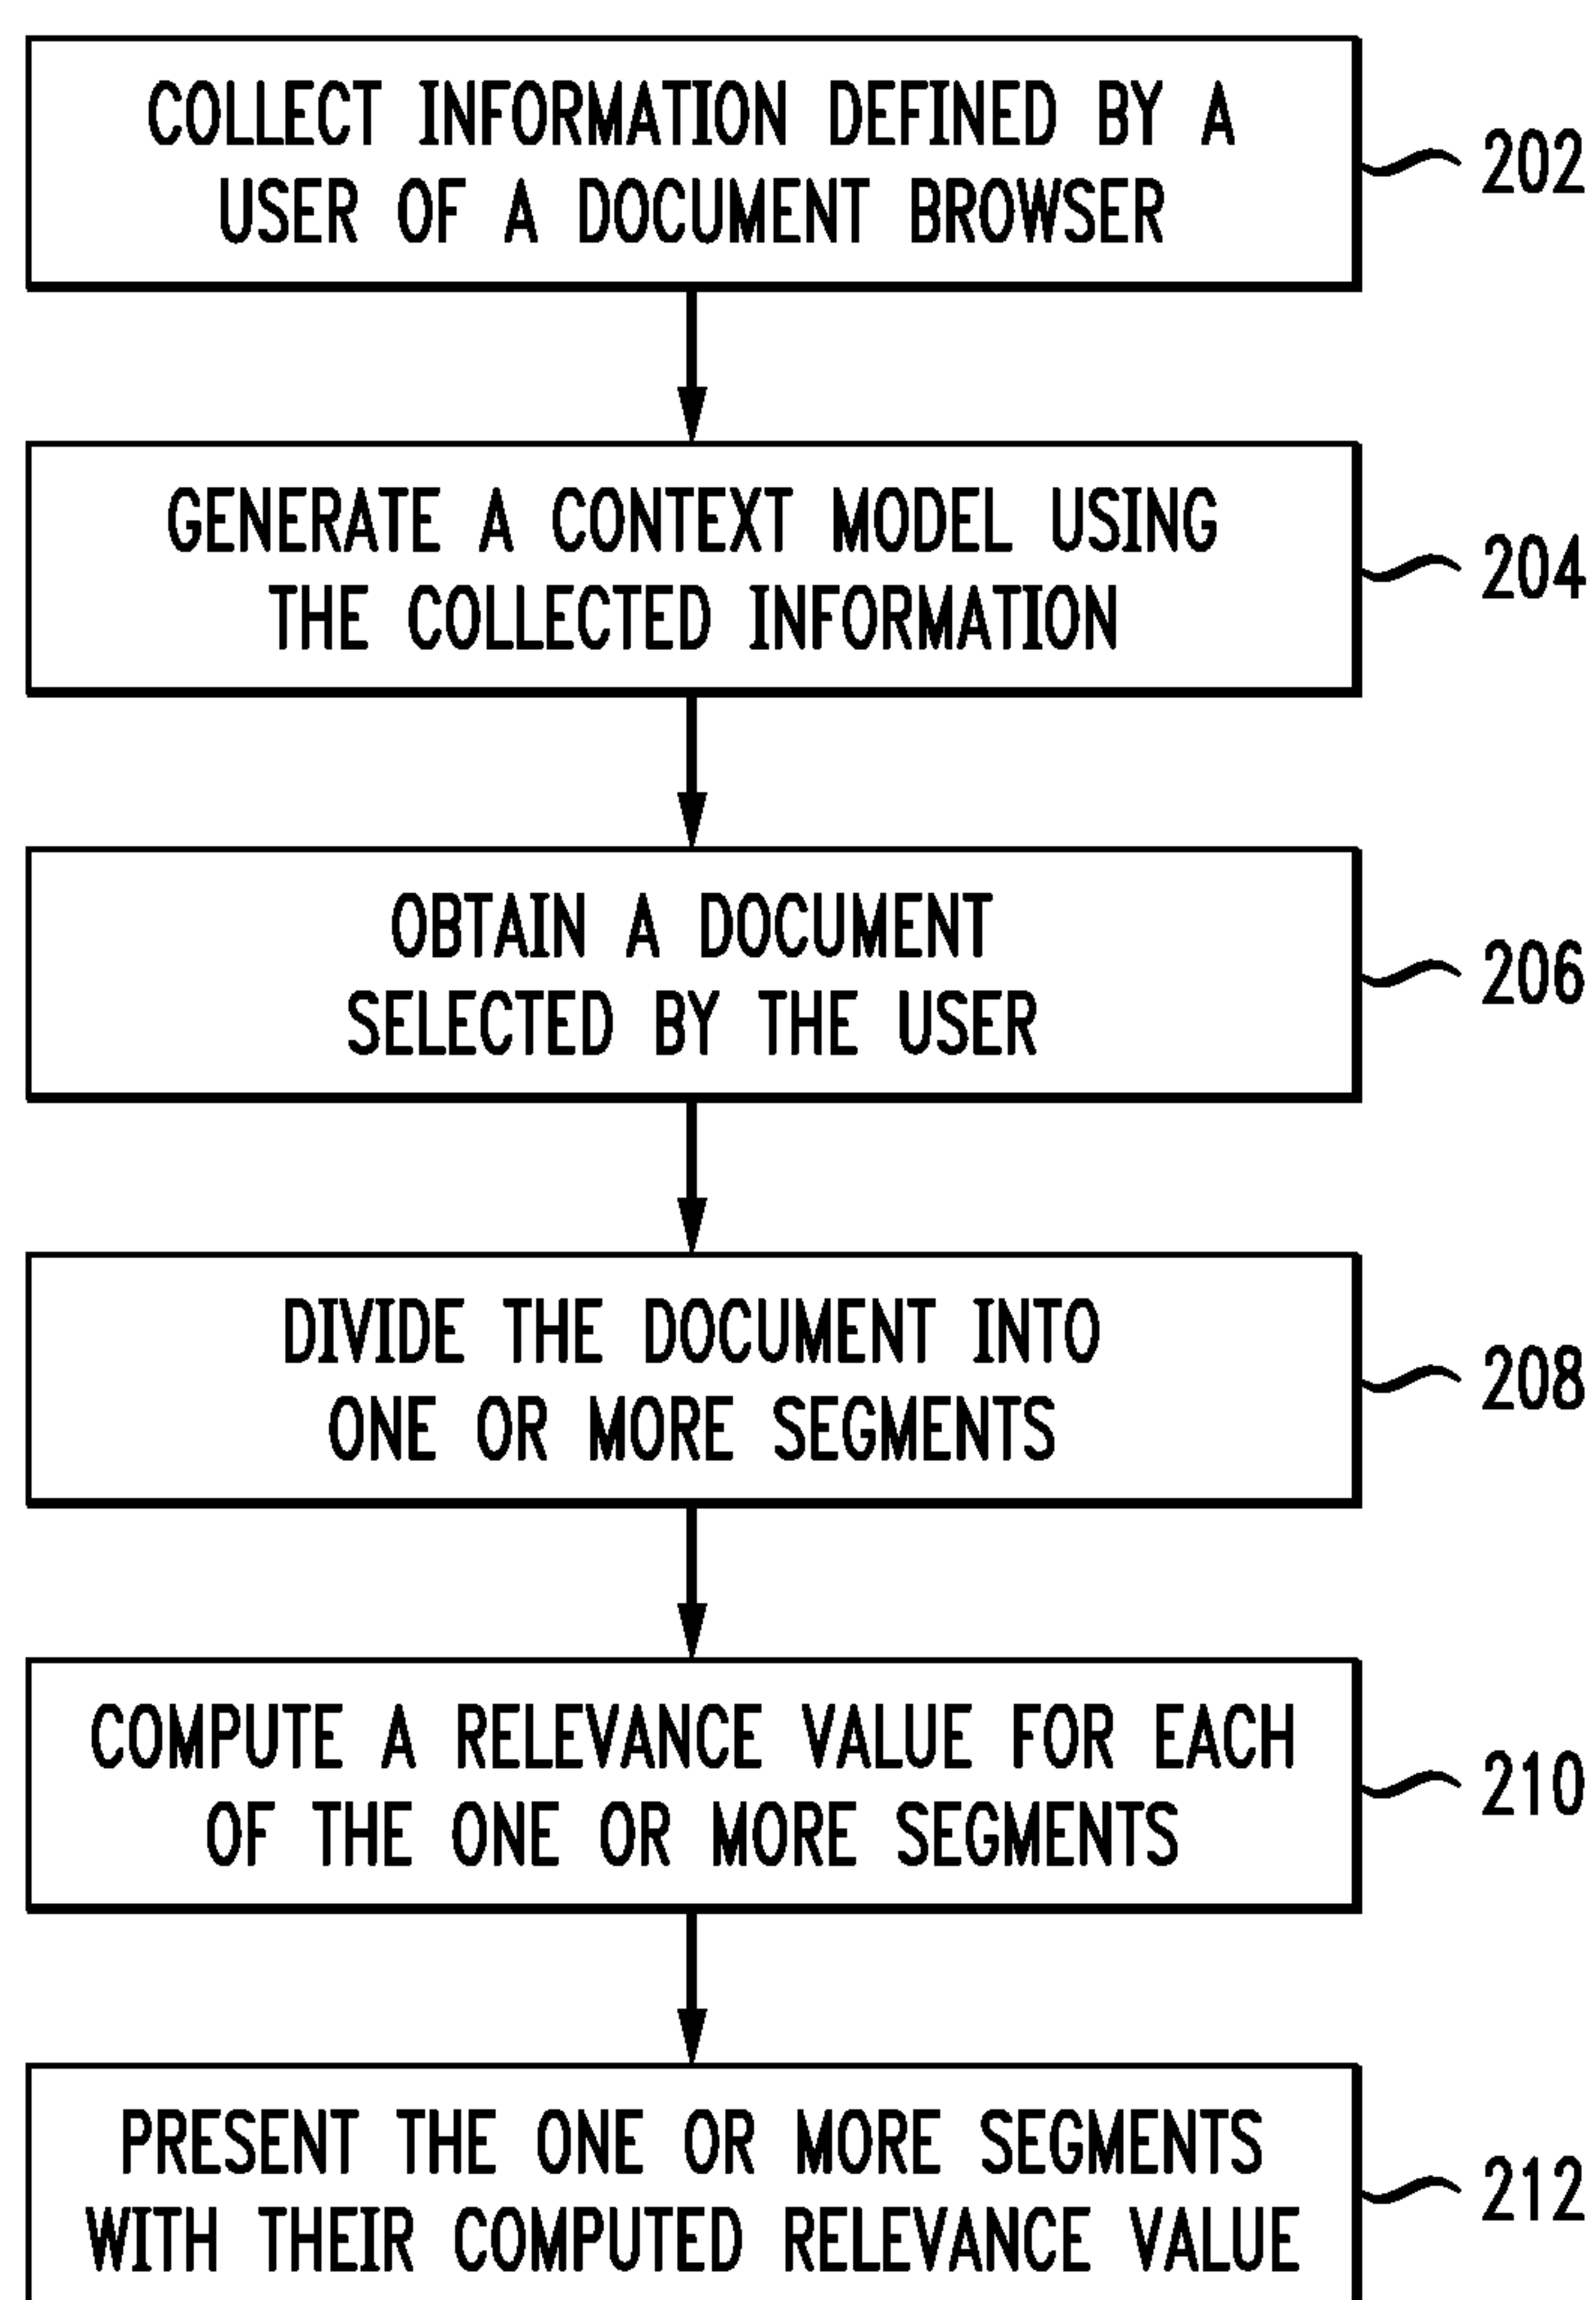 COLLECT INFORMATION DEFINED BY A
USER OF A DOCUMENT BROWSER
202
GENERATE A CONTEXT MODEL USING
THE COLLECTED INFORMATION
204
OBTAIN A DOCUMENT
SELECTED BY THE USER
206
DIVIDE THE DOCUMENT INTO
ONE OR MORE SEGMENTS
208
COMPUTE A RELEVANCE VALUE FOR EACH
OF THE ONE OR MORE SEGMENTS
210
PRESENT THE ONE OR MORE SEGMENTS
WITH THEIR COMPUTED RELEVANCE VALUE
212